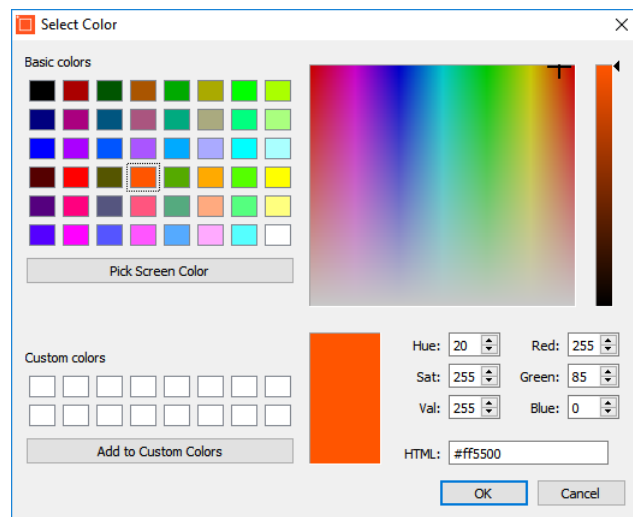 Select Color
Basic colors
Pick Screen Color
Custom colors
Add to Custom Colors
Hue: 20 Red: 255
Sat: 255 Green: 85
Val: 255 Blue: 0
HTML: #ff5500
OK Cancel